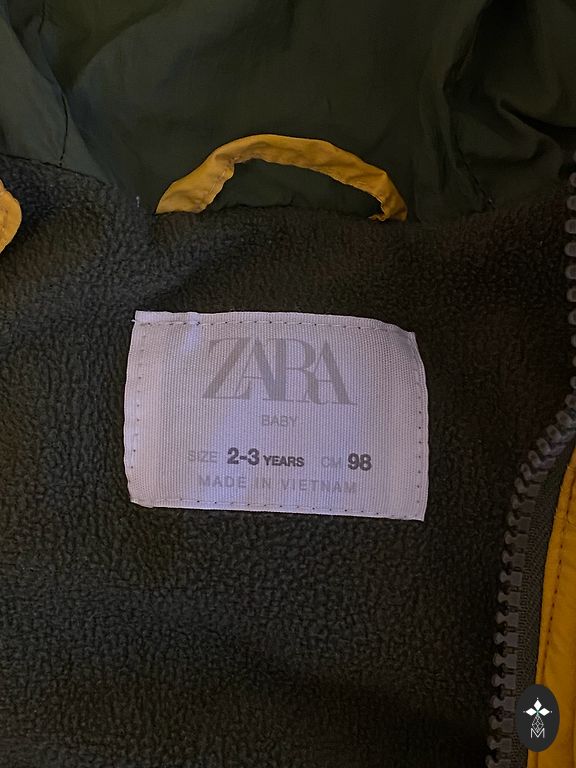 ZARA
BABY
SIZE 2-3 YEARS CM 98
MADE IN VIETNAM
M